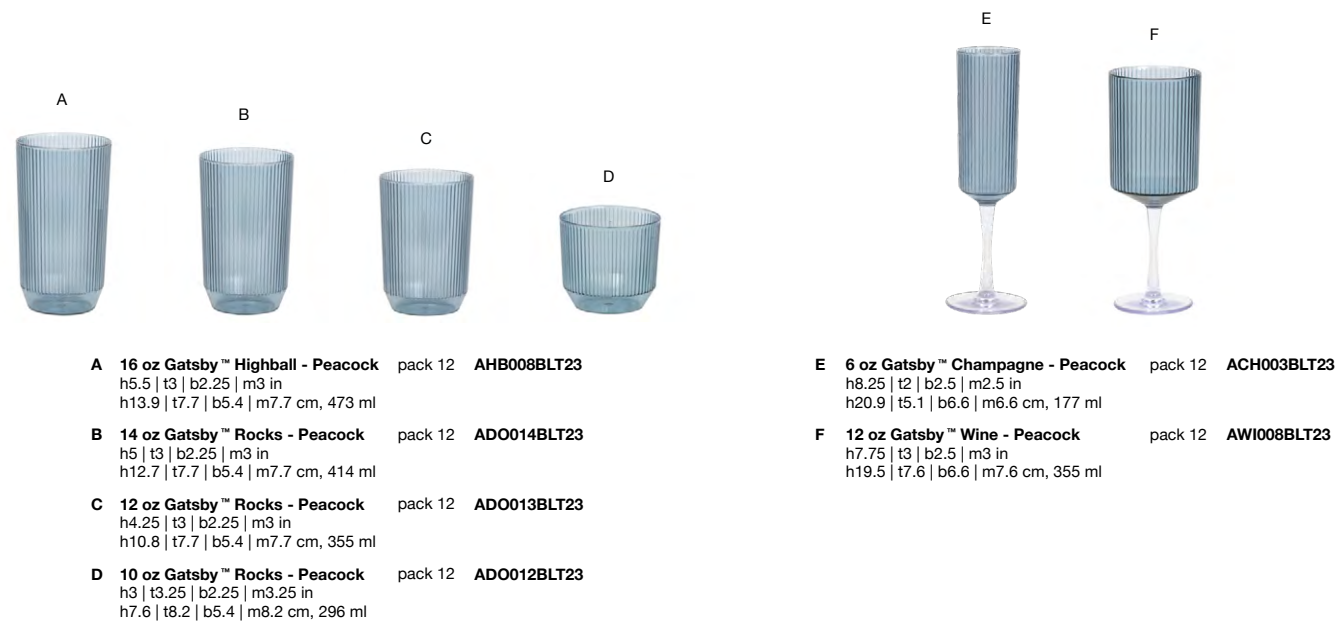 A
B
C
D
E
F
A 16 oz Gatsby™ Highball - Peacock pack 12 AHB008BLT23
h5.5 | t3 | b2.25 | m3 in
h13.9 | t7.7 | b5.4 | m7.7 cm, 473 ml
B 14 oz Gatsby™ Rocks - Peacock pack 12 ADO014BLT23
h5 | t3 | b2.25 | m3 in
h12.7 | t7.7 | b5.4 | m7.7 cm, 414 ml
C 12 oz Gatsby™ Rocks - Peacock pack 12 ADO013BLT23
h4.25 | t3 | b2.25 | m3 in
h10.8 | t7.7 | b5.4 | m7.7 cm, 355 ml
D 10 oz Gatsby™ Rocks - Peacock pack 12 ADO012BLT23
h3 | t3.25 | b2.25 | m3.25 in
h7.6 | t8.2 | b5.4 | m8.2 cm, 296 ml
E 6 oz Gatsby™ Champagne - Peacock pack 12 ACH003BLT23
h8.25 | t2 | b2.5 | m2.5 in
h20.9 | t5.1 | b6.6 | m6.6 cm, 177 ml
F 12 oz Gatsby™ Wine - Peacock pack 12 AWI008BLT23
h7.75 | t3 | b2.5 | m3 in
h19.5 | t7.6 | b6.6 | m7.6 cm, 355 ml